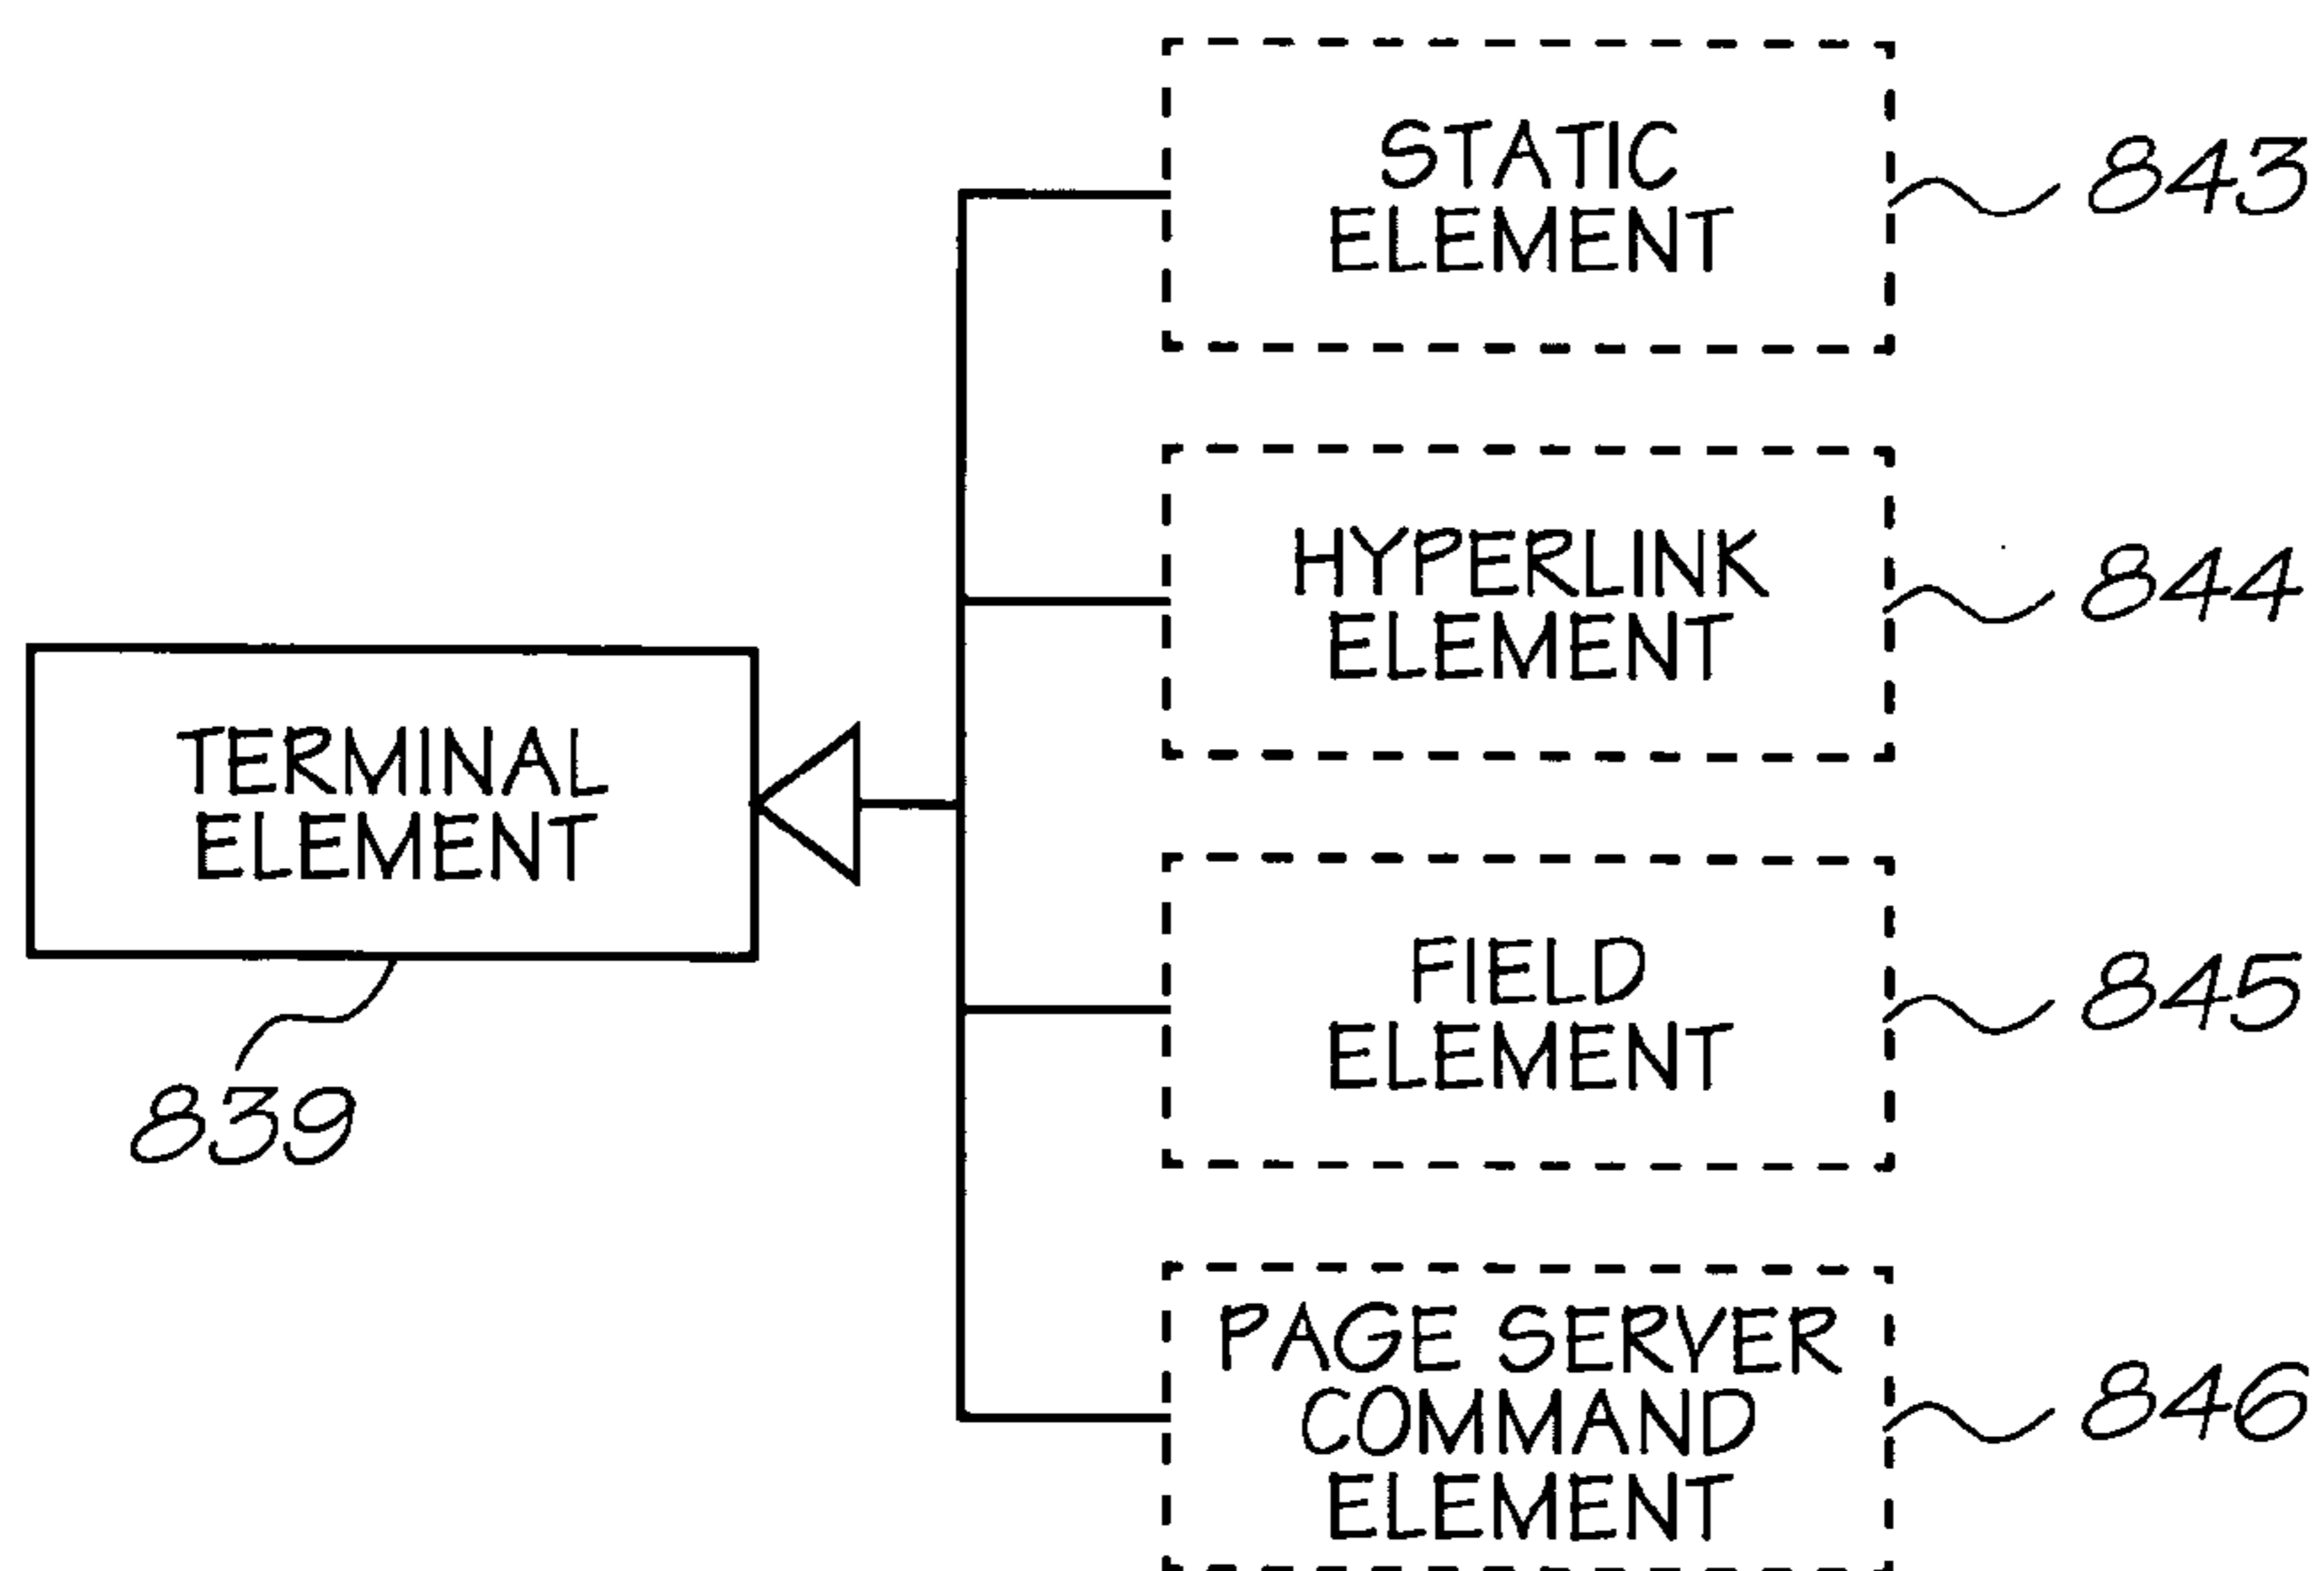 STATIC
ELEMENT
843
HYPERLINK
ELEMENT
844
TERMINAL
ELEMENT
839
FIELD
ELEMENT
845
PAGE SERVER
COMMAND
ELEMENT
846